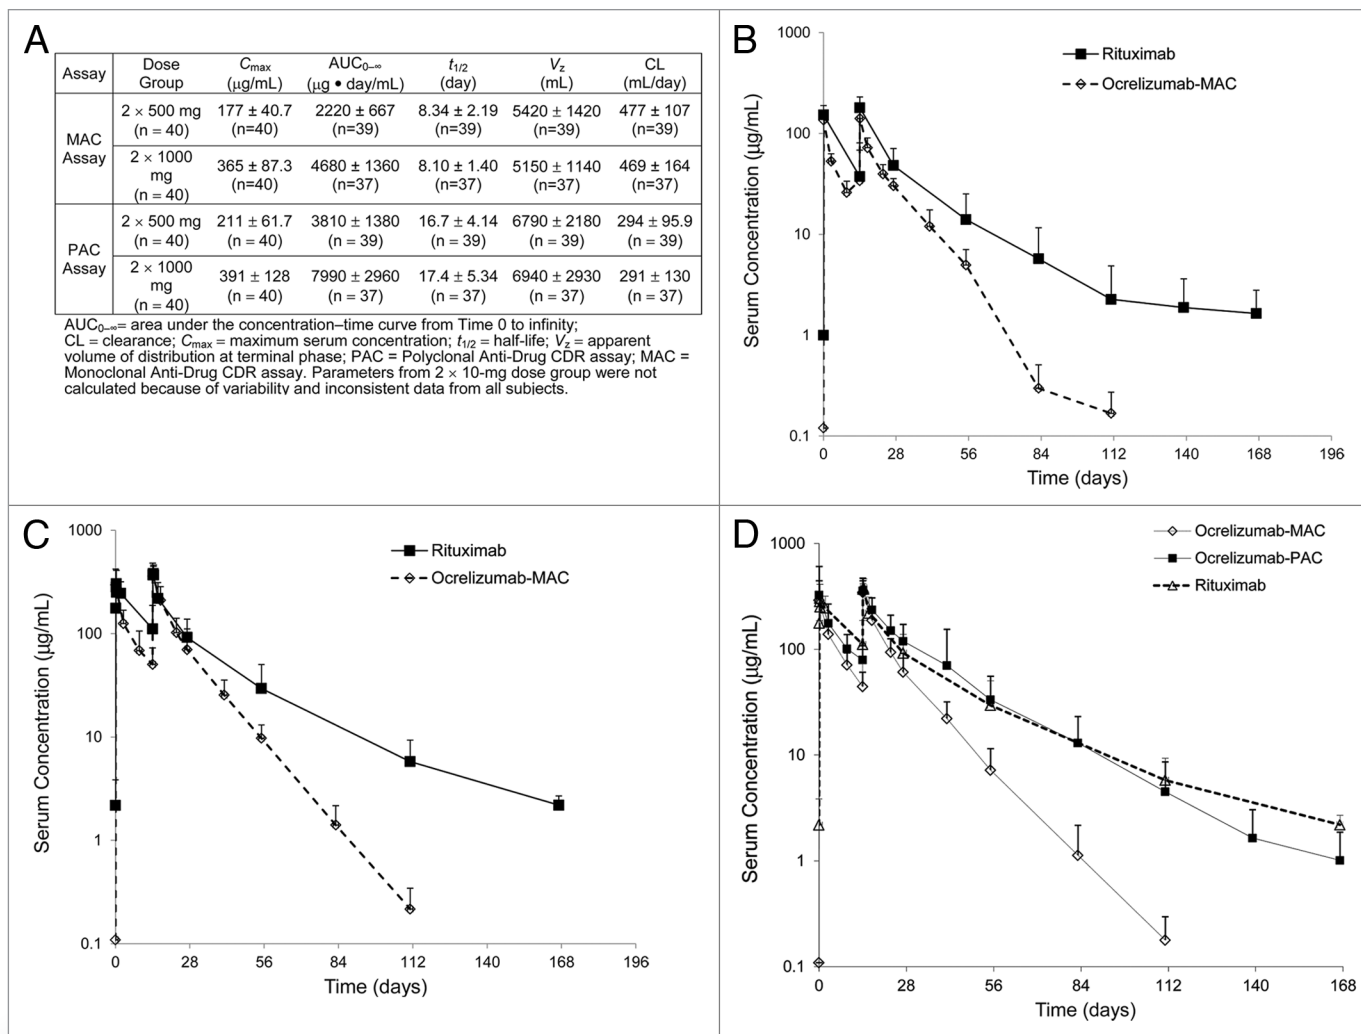 A
Assay Dose Group Cmax (µg/mL) AUC0–∞ (µg • day/mL) t1/2 (day) Vz (mL) CL (mL/day)
MAC Assay
2 × 500 mg (n = 40) 177 ± 40.7 (n=40) 2220 ± 667 (n=39) 8.34 ± 2.19 (n=39) 5420 ± 1420 (n=39) 477 ± 107 (n=39)
2 × 1000 mg (n = 40) 365 ± 87.3 (n=40) 4680 ± 1360 (n=37) 8.10 ± 1.40 (n=37) 5150 ± 1140 (n=37) 469 ± 164 (n=37)
PAC Assay
2 × 500 mg (n = 40) 211 ± 61.7 (n = 40) 3810 ± 1380 (n = 39) 16.7 ± 4.14 (n = 39) 6790 ± 2180 (n = 39) 294 ± 95.9 (n = 39)
2 × 1000 mg (n = 40) 391 ± 128 (n = 40) 7990 ± 2960 (n = 37) 17.4 ± 5.34 (n = 37) 6940 ± 2930 (n = 37) 291 ± 130 (n = 37)
AUC0–∞= area under the concentration–time curve from Time 0 to infinity;
CL = clearance; Cmax = maximum serum concentration; t1/2 = half-life; Vz = apparent
volume of distribution at terminal phase; PAC = Polyclonal Anti-Drug CDR assay; MAC =
Monoclonal Anti-Drug CDR assay. Parameters from 2 × 10-mg dose group were not
calculated because of variability and inconsistent data from all subjects.
B
Rituximab
Ocrelizumab-MAC
Serum Concentration (µg/mL)
1000
100
10
1
0.1
0 28 56 84 112 140 168 196
Time (days)
C
Rituximab
Ocrelizumab-MAC
Serum Concentration (µg/mL)
1000
100
10
1
0.1
0 28 56 84 112 140 168 196
Time (days)
D
Ocrelizumab-MAC
Ocrelizumab-PAC
Rituximab
Serum Concentration (µg/mL)
1000
100
10
1
0.1
0 28 56 84 112 140 168
Time (days)